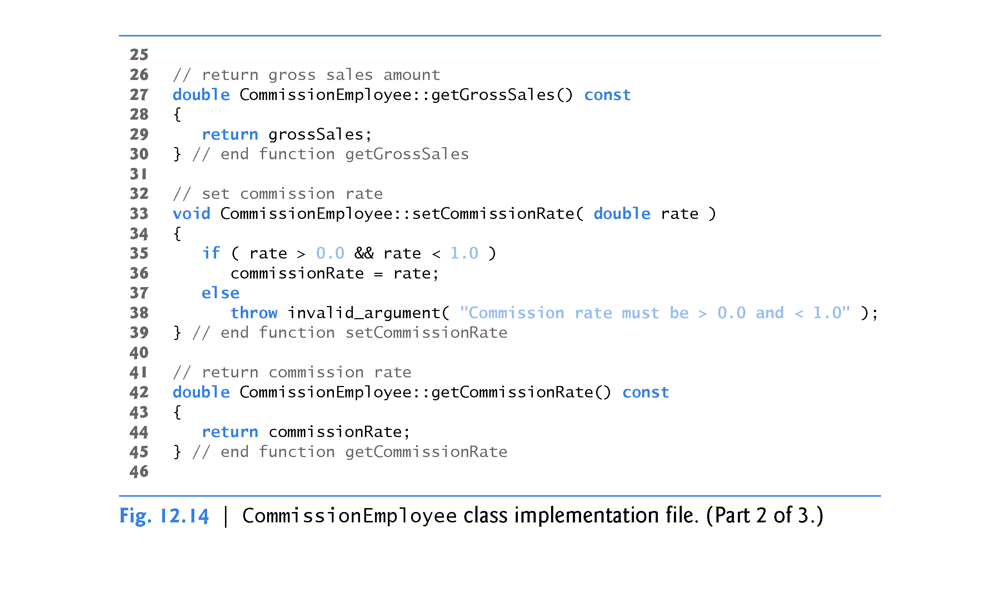 25
26 // return gross sales amount
27 double CommissionEmployee::getGrossSales() const
28 {
29    return grossSales;
30 } // end function getGrossSales
31
32 // set commission rate
33 void CommissionEmployee::setCommissionRate( double rate )
34 {
35    if ( rate > 0.0 && rate < 1.0 )
36       commissionRate = rate;
37    else
38       throw invalid_argument( "Commission rate must be > 0.0 and < 1.0" );
39 } // end function setCommissionRate
40
41 // return commission rate
42 double CommissionEmployee::getCommissionRate() const
43 {
44    return commissionRate;
45 } // end function getCommissionRate
46
Fig. 12.14 | CommissionEmployee class implementation file. (Part 2 of 3.)